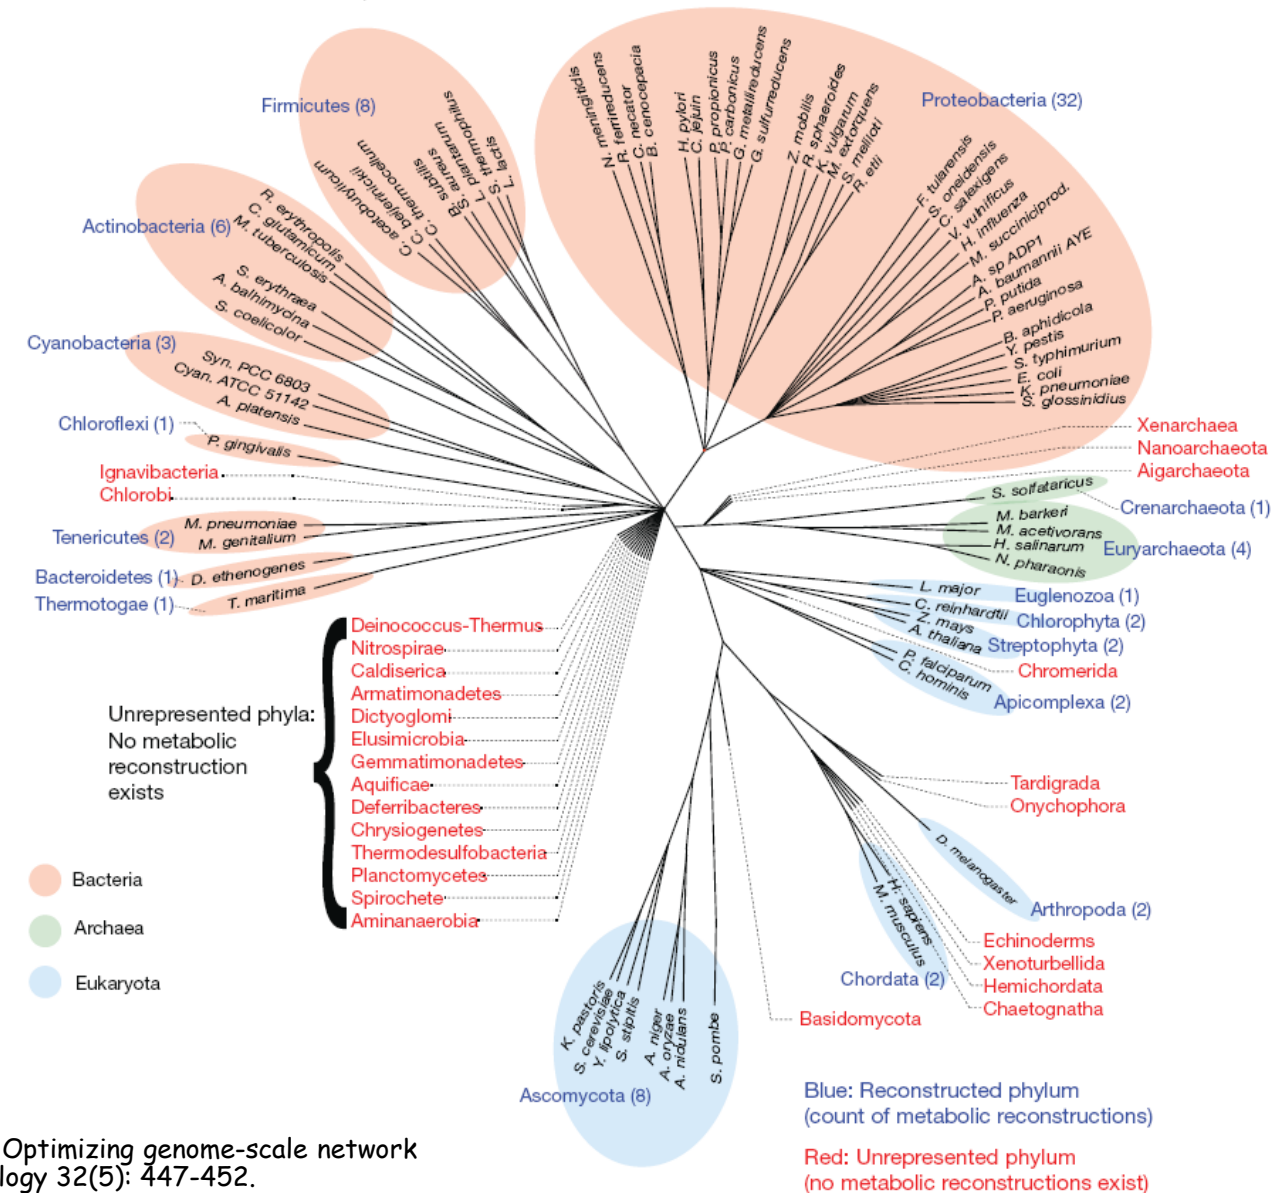 Firmicutes (8)
C. acetobutylicum
C. beijerinckii
C. thermocellum
B. subtilis
S. aureus
L. plantarum
S. thermophilus
L. lactis
Proteobacteria (32)
N. meningitidis
R. ferrireducens
C. necator
B. cenocepacia
H. pylori
C. jejuin
P. propionicus
P. carbonicus
G. metallireducens
G. sulfurreducens
Z. mobilis
R. sphaeroides
K. vulgarum
M. extorquens
S. meliloti
R. etli
F. tularensis
S. oneidensis
C. salexigens
V. vulnificus
H. influenza
M. succiniciprod.
A. sp ADP1
A. baumannii AYE
P. putida
P. aeruginosa
B. aphidicola
Y. pestis
S. typhimurium
E. coli
K. pneumoniae
S. glossinidius
Actinobacteria (6)
R. erythropolis
C. glutamicum
M. tuberculosis
S. erythraea
A. balhimycina
S. coelicolor
Cyanobacteria (3)
Syn. PCC 6803
Cyan. ATCC 51142
A. platensis
Chloroflexi (1)
P. gingivalis
Ignavibacteria
Chlorobi
Tenericutes (2)
M. pneumoniae
M. genitalium
Bacteroidetes (1)
D. ethenogenes
Thermotogae (1)
T. maritima
Xenarchaea
Nanoarchaeota
Aigarchaeota
S. solfataricus
Crenarchaeota (1)
M. barkeri
M. acetivorans
H. salinarum
N. pharaonis
Euryarchaeota (4)
L. major
Euglenozoa (1)
C. reinhardtii
Chlorophyta (2)
Z. mays
A. thaliana
Streptophyta (2)
Chromerida
P. falciparum
C. hominis
Apicomplexa (2)
Unrepresented phyla:
No metabolic
reconstruction
exists
Deinococcus-Thermus
Nitrospirae
Caldiserica
Armatimonadetes
Dictyoglomi
Elusimicrobia
Gemmatimonadetes
Aquificae
Deferribacteres
Chrysiogenetes
Thermodesulfobacteria
Planctomycetes
Spirochete
Aminanaerobia
Tardigrada
Onychophora
D. melanogaster
Arthropoda (2)
H. sapiens
M. musculus
Chordata (2)
Echinoderms
Xenoturbellida
Hemichordata
Chaetognatha
Basidomycota
K. pastoris
S. cerevisiae
Y. lipolytica
S. stipitis
A. niger
A. oryzae
A. nidulans
S. pombe
Ascomycota (8)
Bacteria
Archaea
Eukaryota
Blue: Reconstructed phylum
(count of metabolic reconstructions)
Red: Unrepresented phylum
(no metabolic reconstructions exist)
Optimizing genome-scale network
logy 32(5): 447-452.